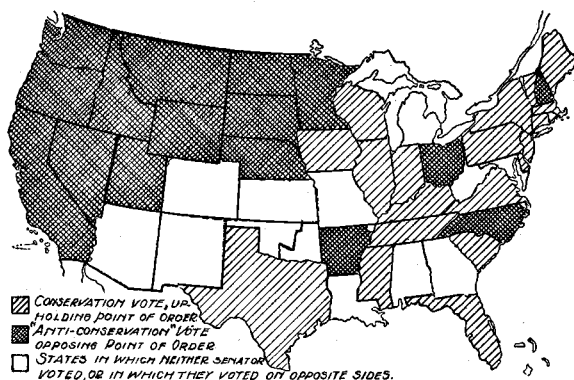 CONSERVATION VOTE, UP-
HOLDING POINT OF ORDER
"ANTI-CONSERVATION" VOTE
OPPOSING POINT OF ORDER
STATES IN WHICH NEITHER SENATOR
VOTED, OR IN WHICH THEY VOTED ON OPPOSITE SIDES.